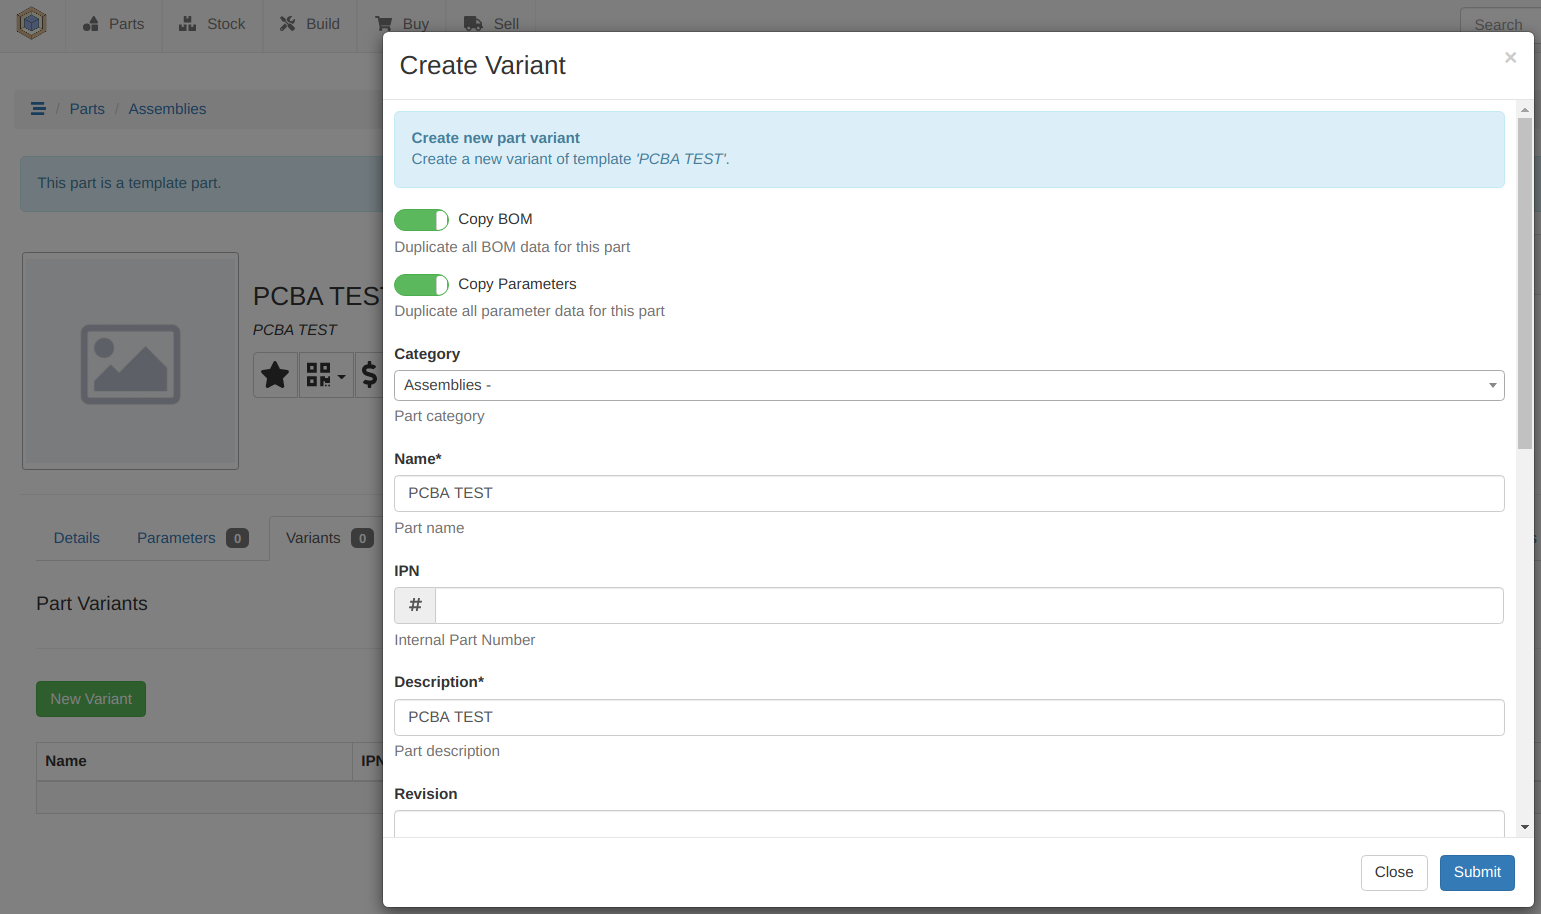 Parts
Stock
Build
Buy
Sell
Search
Create Variant
×
/ Parts / Assemblies
Create new part variant
Create a new variant of template 'PCBA TEST'.
This part is a template part.
Copy BOM
Duplicate all BOM data for this part
Copy Parameters
Duplicate all parameter data for this part
PCBA TEST
PCBA TEST
$
Category
Assemblies -
Part category
Name*
PCBA TEST
Part name
Details
Parameters 0
Variants 0
IPN
#
Internal Part Number
Part Variants
Description*
PCBA TEST
Part description
New Variant
Name
IPN
Revision
Close
Submit